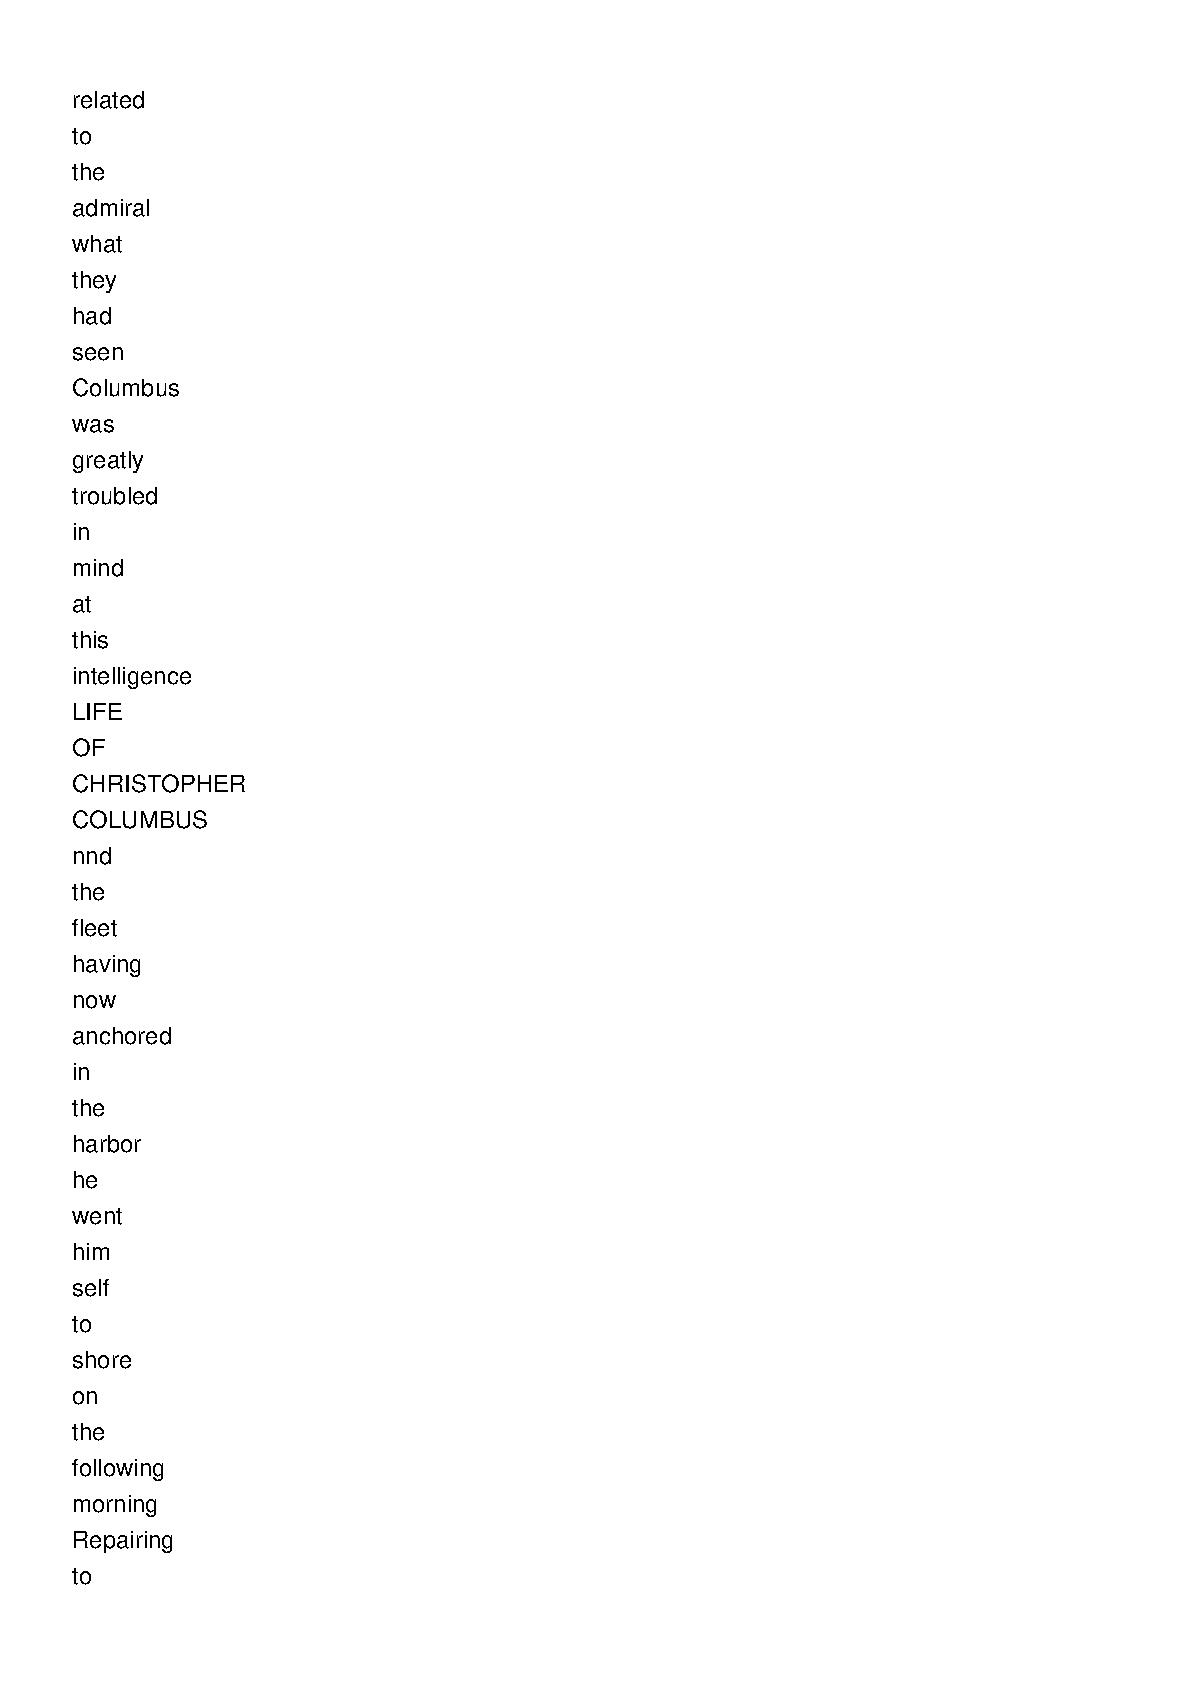 related
to
the
admiral
what
they
had
seen
Columbus
was
greatly
troubled
in
mind
at
this
intelligence
LIFE
OF
CHRISTOPHER
COLUMBUS
nnd
the
fleet
having
now
anchored
in
the
harbor
he
went
him
self
to
shore
on
the
following
morning
Repairing
to